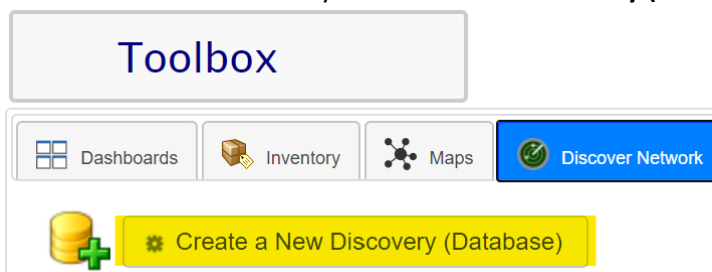 Toolbox
Dashboards Inventory Maps Discover Network
Create a New Discovery (Database)